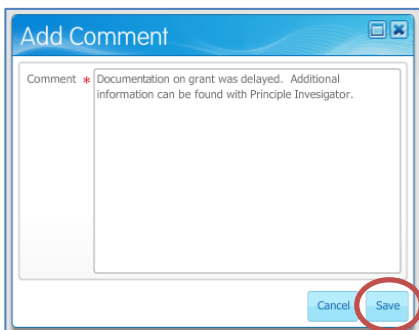 Add Comment
Comment * Documentation on grant was delayed. Additional
information can be found with Principle Invesigator.
Cancel Save